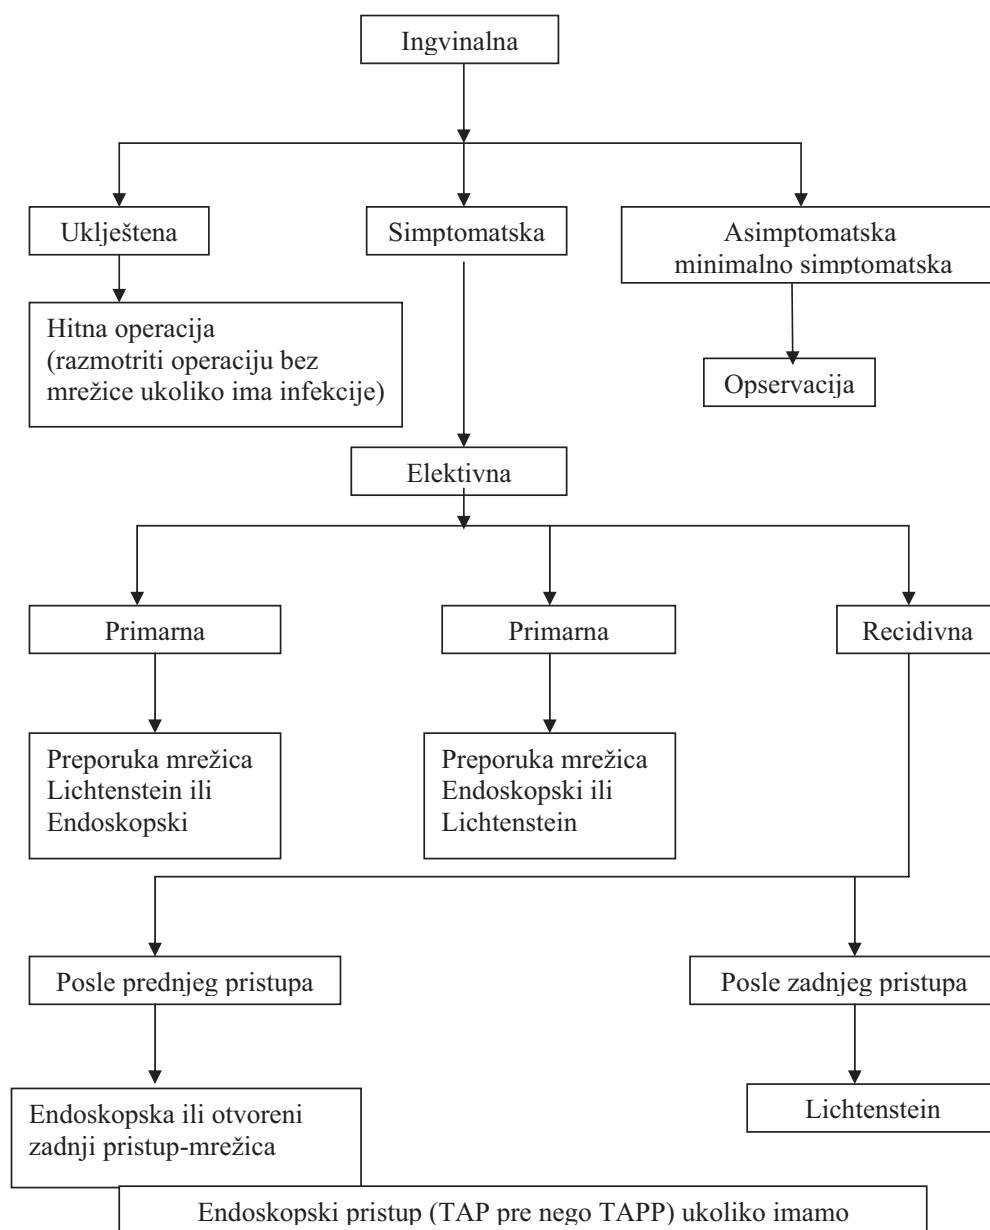 Ingvinalna
Uklještena
Simptomatska
Asimptomatska
minimalno simptomatska
Hitna operacija
(razmotriti operaciju bez
mrežice ukoliko ima infekcije)
Opservacija
Elektivna
Primarna
Primarna
Recidivna
Preporuka mrežica
Lichtenstein ili
Endoskopski
Preporuka mrežica
Endoskopski ili
Lichtenstein
Posle prednjeg pristupa
Posle zadnjeg pristupa
Endoskopska ili otvoreni
zadnji pristup-mrežica
Lichtenstein
Endoskopski pristup (TAP pre nego TAPP) ukoliko imamo